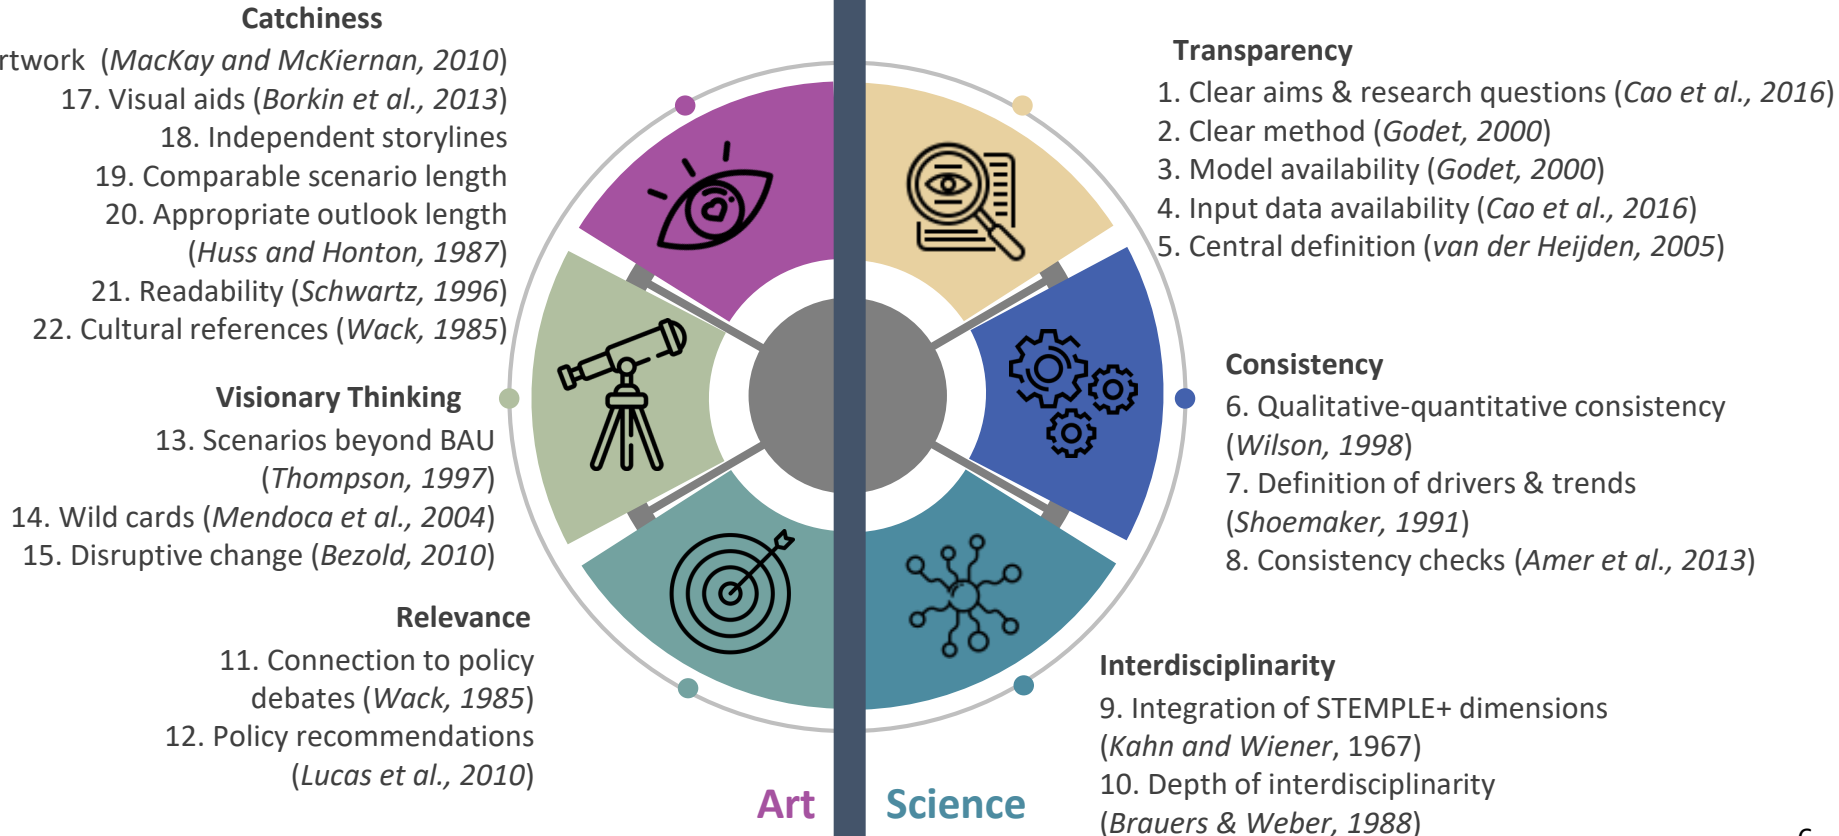 Catchiness
rtwork (MacKay and McKiernan, 2010)
17. Visual aids (Borkin et al., 2013)
18. Independent storylines
19. Comparable scenario length
20. Appropriate outlook length
(Huss and Honton, 1987)
21. Readability (Schwartz, 1996)
22. Cultural references (Wack, 1985)
Visionary Thinking
13. Scenarios beyond BAU
(Thompson, 1997)
14. Wild cards (Mendoca et al., 2004)
15. Disruptive change (Bezold, 2010)
Relevance
11. Connection to policy
debates (Wack, 1985)
12. Policy recommendations
(Lucas et al., 2010)
Art
Science
Transparency
1. Clear aims & research questions (Cao et al., 2016)
2. Clear method (Godet, 2000)
3. Model availability (Godet, 2000)
4. Input data availability (Cao et al., 2016)
5. Central definition (van der Heijden, 2005)
Consistency
6. Qualitative-quantitative consistency
(Wilson, 1998)
7. Definition of drivers & trends
(Shoemaker, 1991)
8. Consistency checks (Amer et al., 2013)
Interdisciplinarity
9. Integration of STEMPLE+ dimensions
(Kahn and Wiener, 1967)
10. Depth of interdisciplinarity
(Brauers & Weber, 1988)